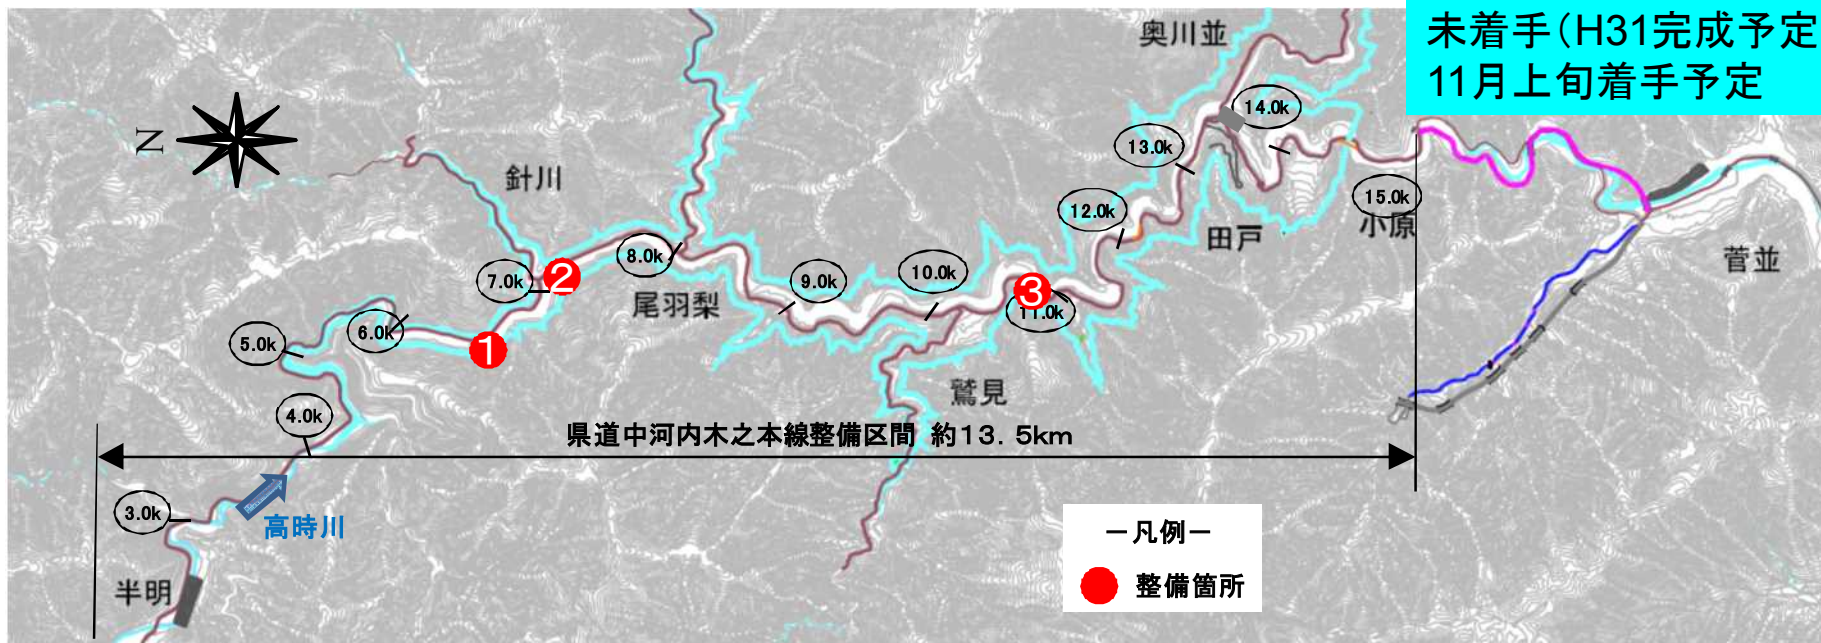 未着手(H31完成予定
11月上旬着手予定
奥川並
14.0k
N
13.0k
針川
15.0k
12.0k
小原
田戸
菅並
8.0k
7.0k
2
10.0k
9.0k
3
11.0k
尾羽梨
6.0k
5.0k
1
鷲見
4.0k
県道中河内木之本線整備区間 約13.5km
3.0k
高時川
半明
－凡例－
整備箇所